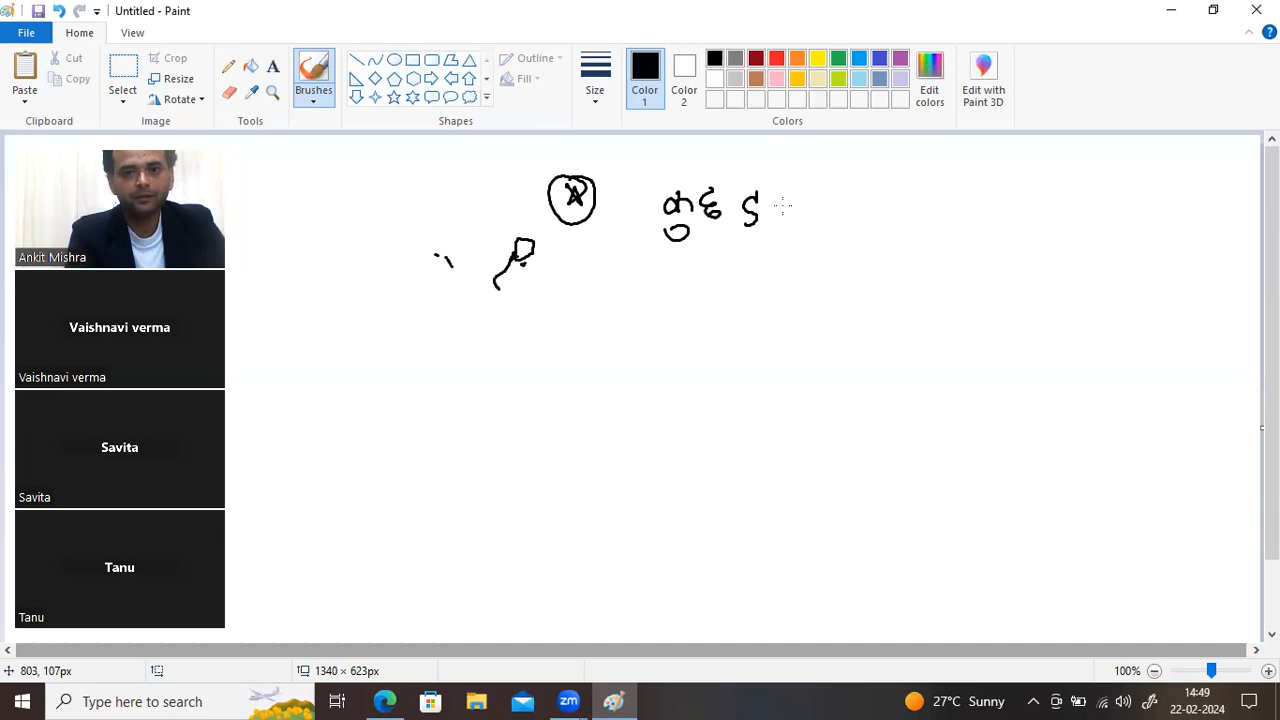 Untitled - Paint
File Home View
Paste Cut Copy Select Crop Resize Rotate A Brushes Outline Fill Size Color 1 Color 2 Edit colors Edit with Paint 3D
Clipboard Image Tools Shapes Colors
Ankit Mishra
Vaishnavi verma
Vaishnavi verma
Savita
Savita
Tanu
Tanu
803, 107px 1340 × 623px 100%
Type here to search zm 27°C Sunny 14:49
22-02-2024